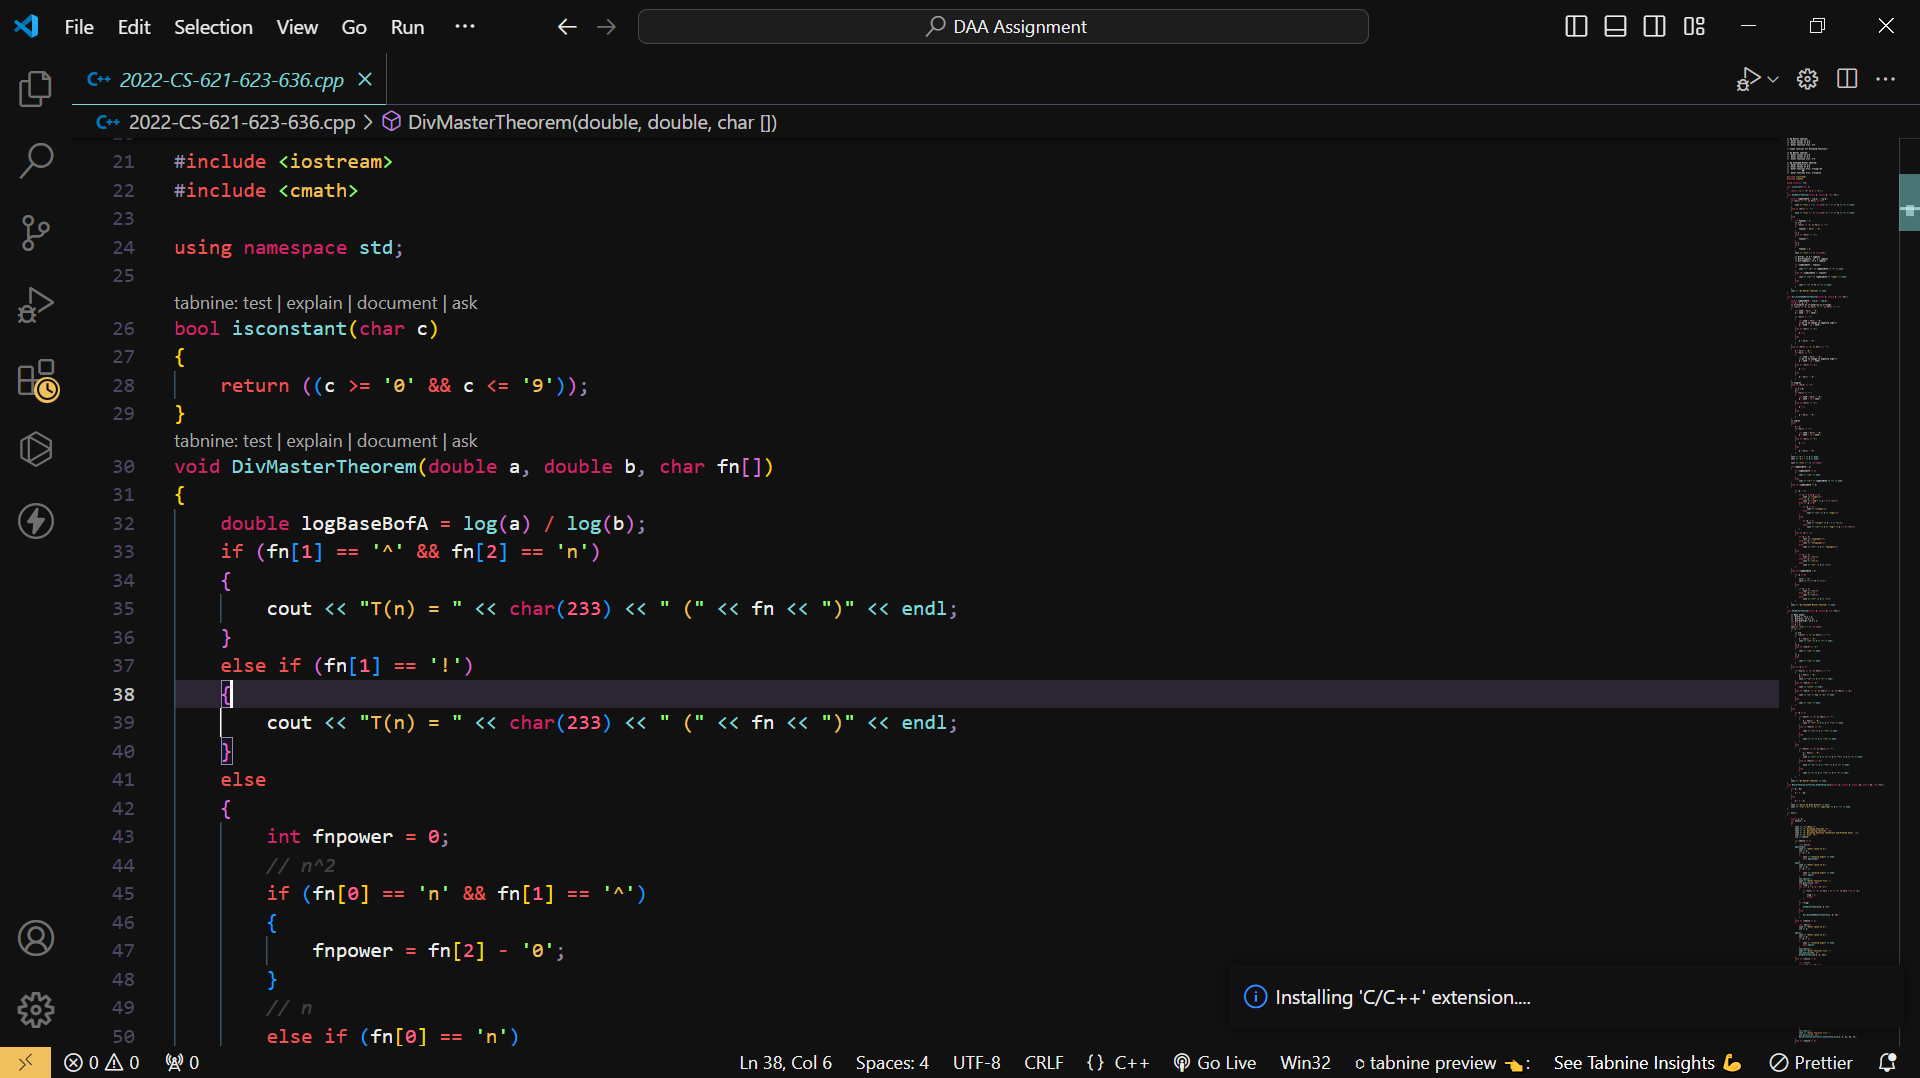 File Edit Selection View Go Run ··· DAA Assignment
C++ 2022-CS-621-623-636.cpp
C++ 2022-CS-621-623-636.cpp > DivMasterTheorem(double, double, char [])
21 #include <iostream>
22 #include <cmath>
23
24 using namespace std;
25
tabnine: test | explain | document | ask
26 bool isconstant(char c)
27 {
28 return ((c >= '0' && c <= '9'));
29 }
tabnine: test | explain | document | ask
30 void DivMasterTheorem(double a, double b, char fn[])
31 {
32 double logBaseBofA = log(a) / log(b);
33 if (fn[1] == '^' && fn[2] == 'n')
34 {
35 cout << "T(n) = " << char(233) << " (" << fn << ")" << endl;
36 }
37 else if (fn[1] == '!')
38 {
39 cout << "T(n) = " << char(233) << " (" << fn << ")" << endl;
40 }
41 else
42 {
43 int fnpower = 0;
44 // n^2
45 if (fn[0] == 'n' && fn[1] == '^')
46 {
47 fnpower = fn[2] - '0';
48 }
49 // n
50 else if (fn[0] == 'n')
Installing 'C/C++' extension....
0 0 0 Ln 38, Col 6 Spaces: 4 UTF-8 CRLF {} C++ Go Live Win32 tabnine preview 👈: See Tabnine Insights 💪 Prettier